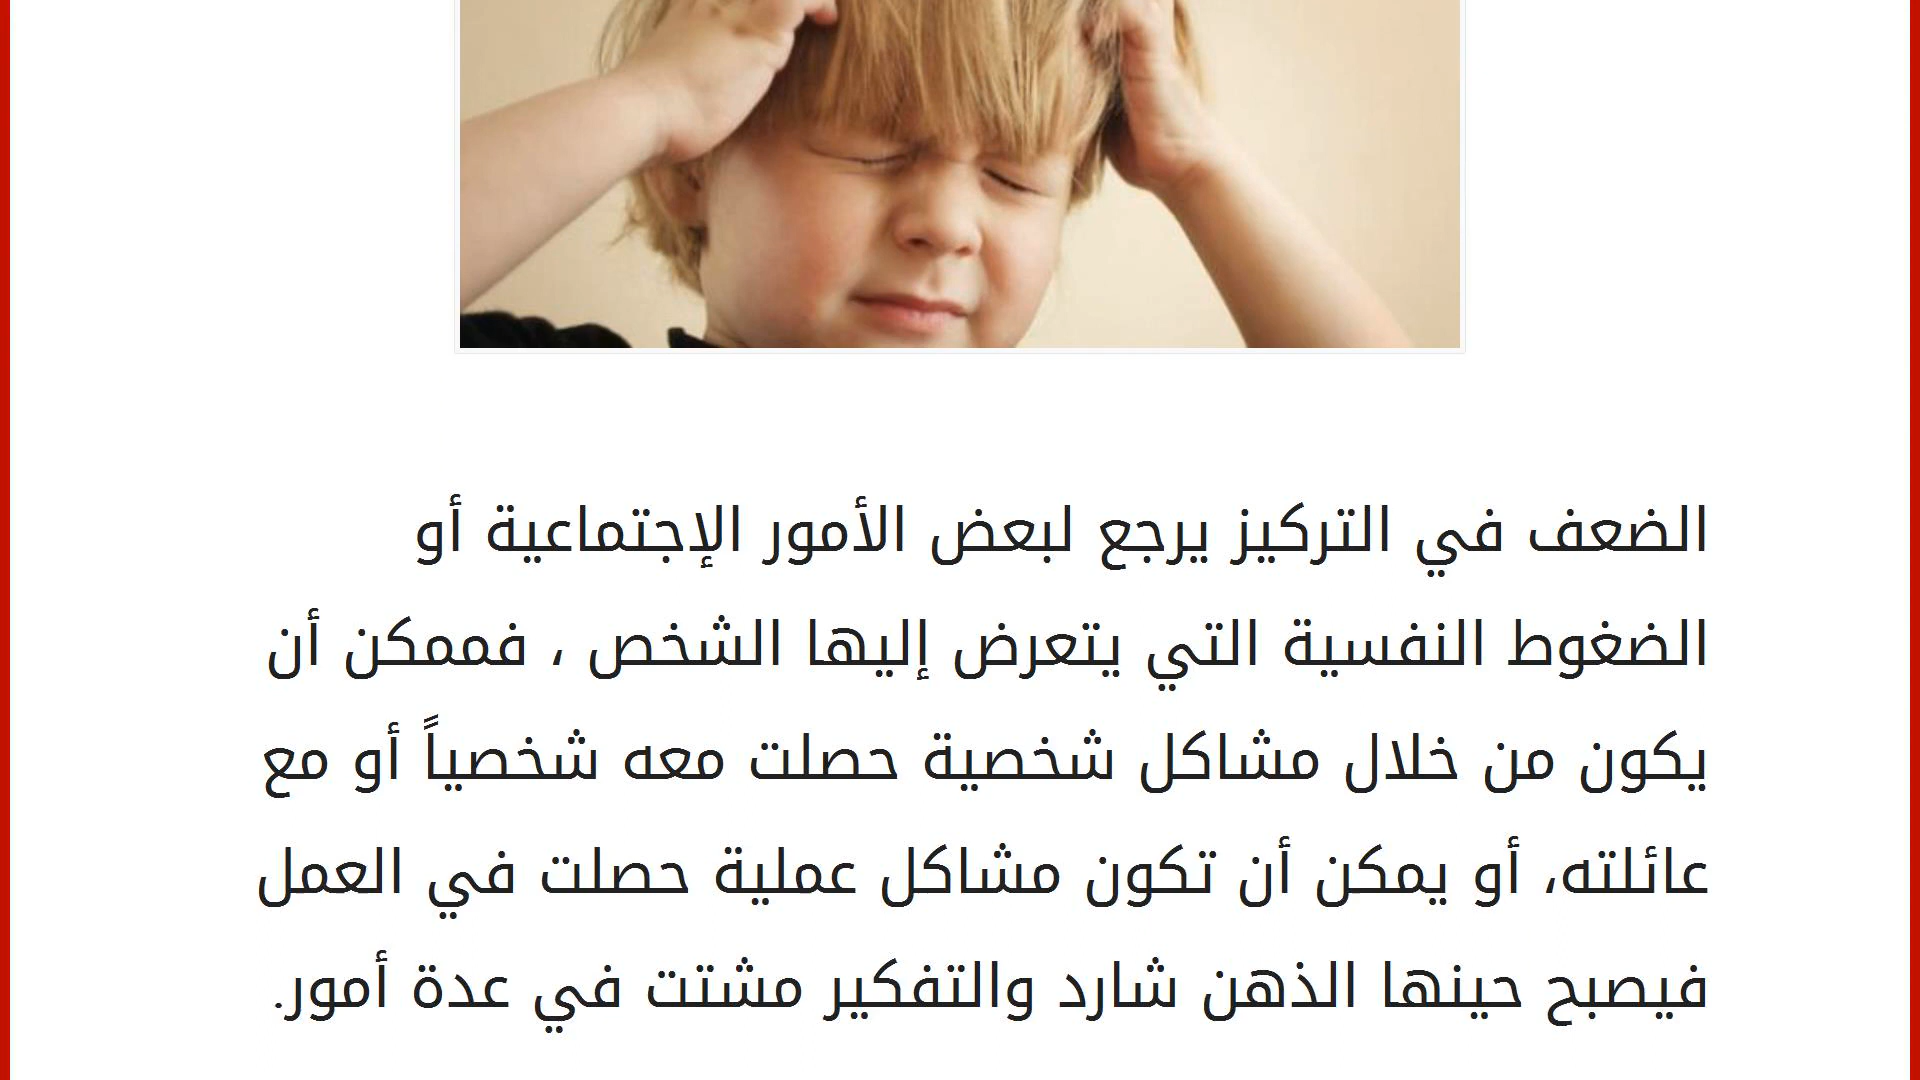 الضعف في التركيز يرجع لبعض الأمور الإجتماعية أو
الضغوط النفسية التي يتعرض إليها الشخص ، فممكن أن
يكون من خلال مشاكل شخصية حصلت معه شخصياً أو مع
عائلته، أو يمكن أن تكون مشاكل عملية حصلت في العمل
فيصبح حينها الذهن شارد والتفكير مشتت في عدة أمور.